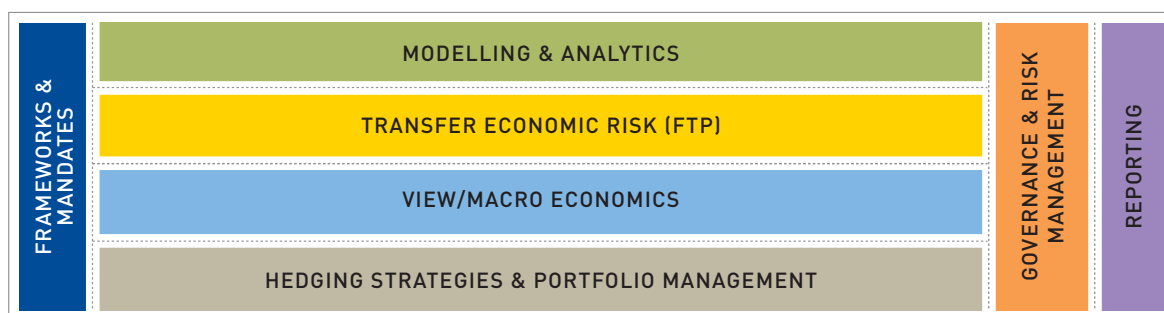 FRAMEWORKS &
MANDATES
MODELLING & ANALYTICS
TRANSFER ECONOMIC RISK (FTP)
VIEW/MACRO ECONOMICS
HEDGING STRATEGIES & PORTFOLIO MANAGEMENT
GOVERNANCE & RISK
MANAGEMENT
REPORTING